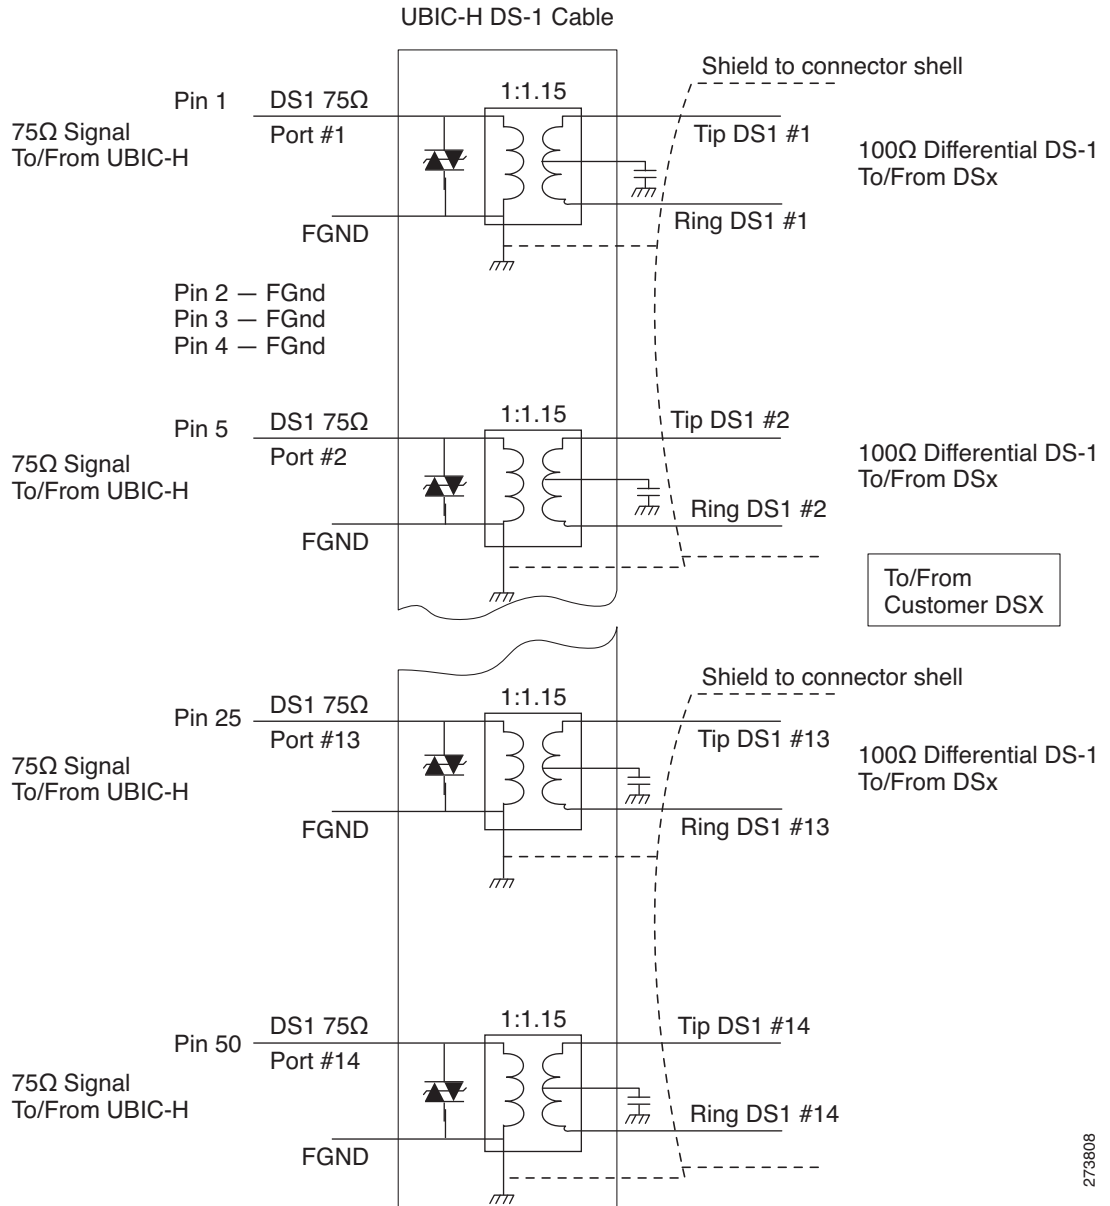 UBIC-H DS-1 Cable
Shield to connector shell
Pin 1
DS1 75Ω
Port #1
1:1.15
Tip DS1 #1
75Ω Signal
To/From UBIC-H
100Ω Differential DS-1
To/From DSx
Ring DS1 #1
FGND
Pin 2 — FGnd
Pin 3 — FGnd
Pin 4 — FGnd
Pin 5
DS1 75Ω
Port #2
1:1.15
Tip DS1 #2
75Ω Signal
To/From UBIC-H
100Ω Differential DS-1
To/From DSx
Ring DS1 #2
FGND
To/From
Customer DSX
Shield to connector shell
Pin 25
DS1 75Ω
Port #13
1:1.15
Tip DS1 #13
75Ω Signal
To/From UBIC-H
100Ω Differential DS-1
To/From DSx
Ring DS1 #13
FGND
Pin 50
DS1 75Ω
Port #14
1:1.15
Tip DS1 #14
75Ω Signal
To/From UBIC-H
Ring DS1 #14
FGND
273808